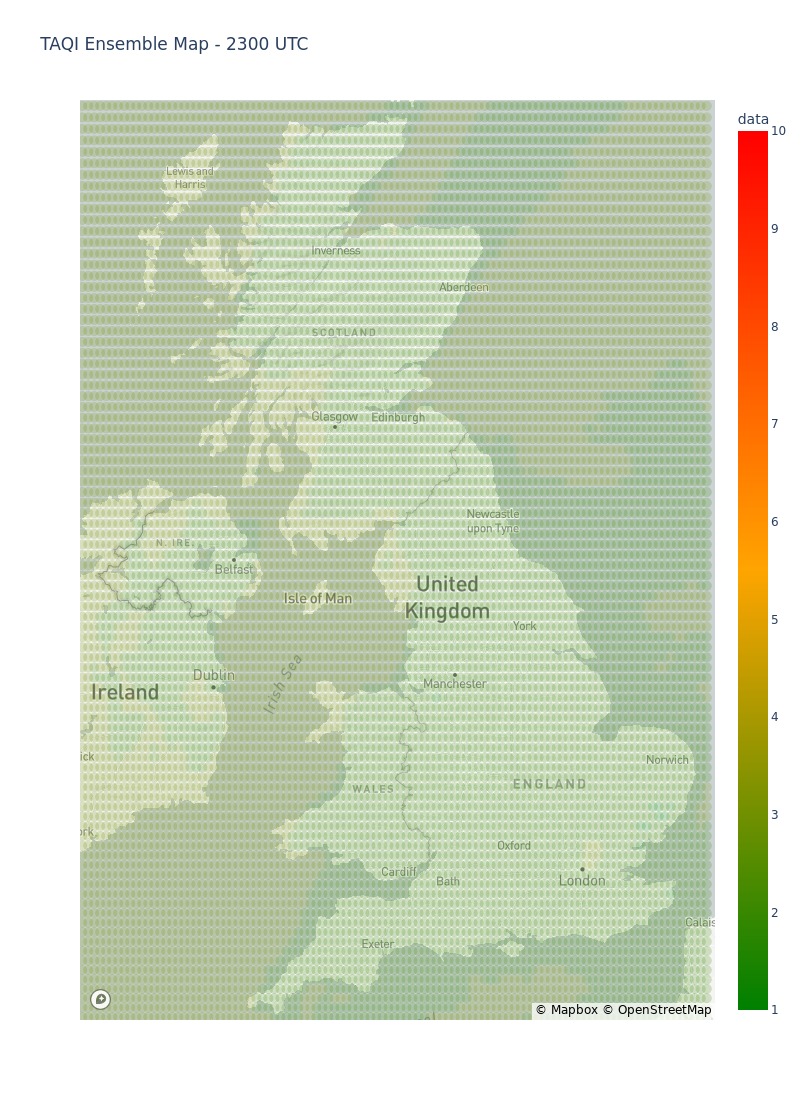 TAQI Ensemble Map - 2300 UTC
data
10
9
8
7
6
5
4
3
2
1
Lewis and
Harris
Inverness
Aberdeen
SCOTLAND
Glasgow
Edinburgh
Newcastle
upon Tyne
N. IRE.
Belfast
Isle of Man
United
Kingdom
York
Dublin
Irish Sea
Manchester
Ireland
ick
Norwich
WALES
ENGLAND
ork
Oxford
Cardiff
Bath
London
Calais
Exeter
© Mapbox © OpenStreetMap